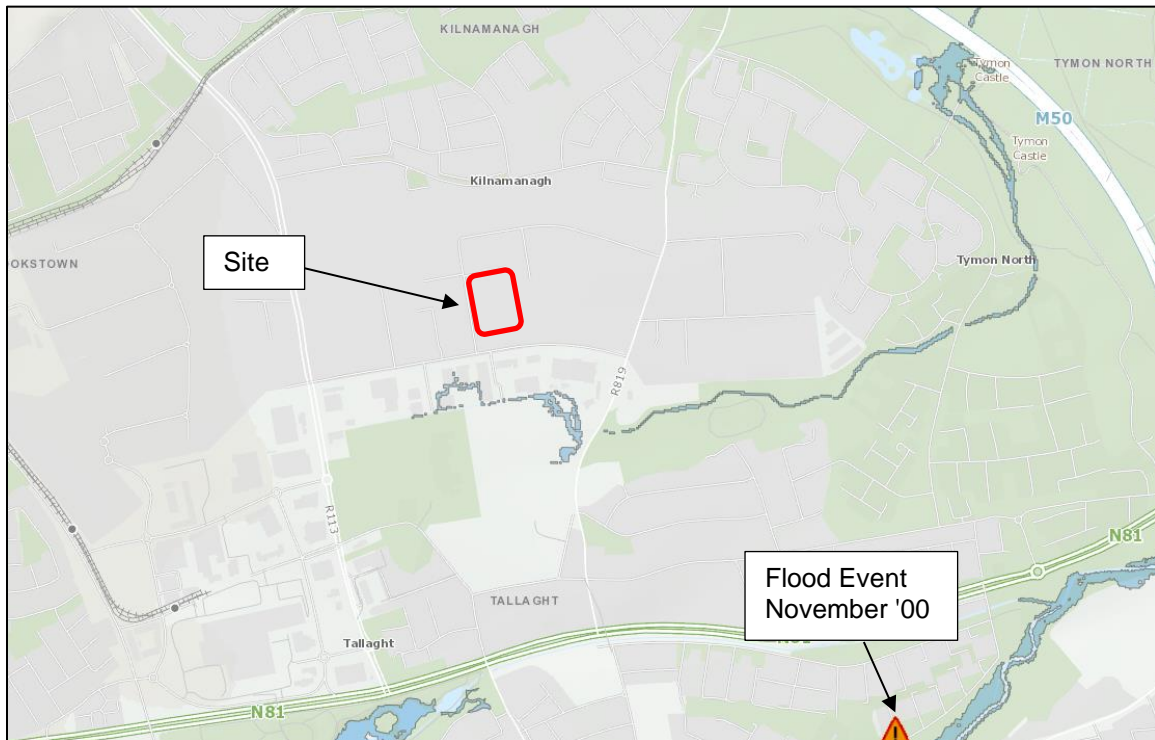 KILNAMANAGH
Tymon
Castle
TYMON NORTH
M50
Tymon
Castle
Kilnamanagh
OKSTOWN
Site
Tymon North
R819
R113
N81
Flood Event
November '00
TALLAGHT
Tallaght
N81